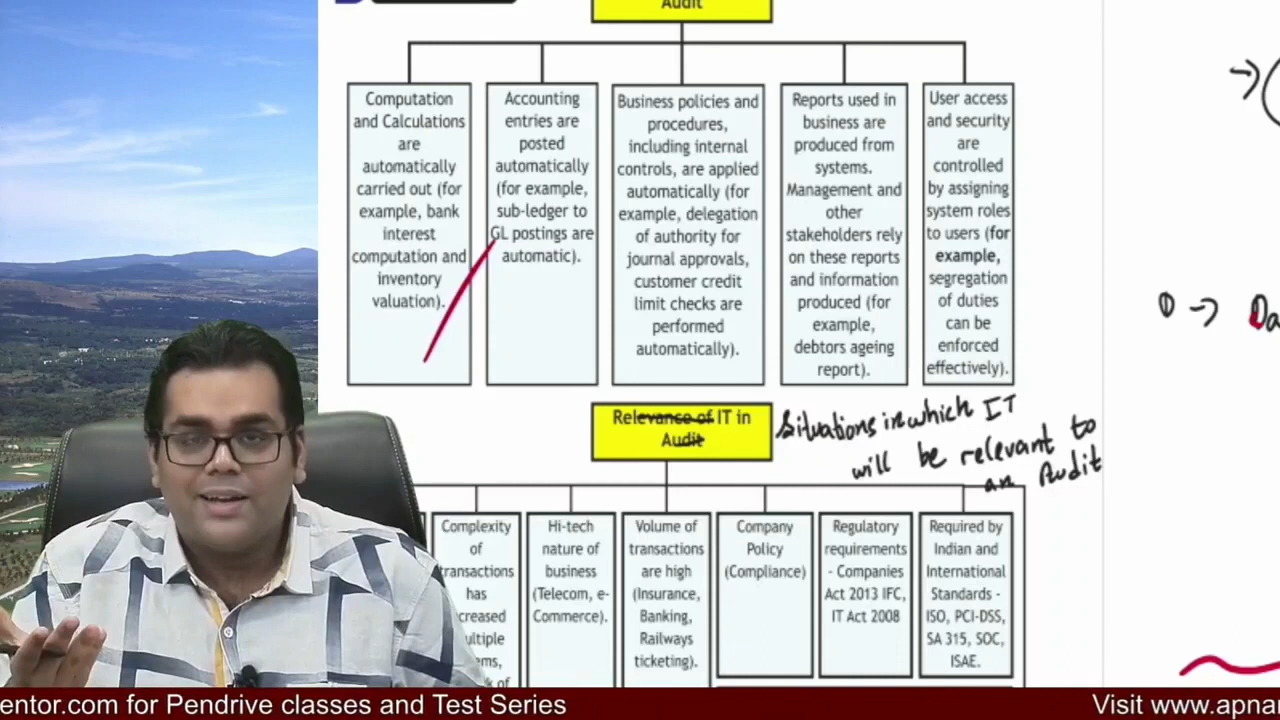 Audit
Computation
and Calculations
are
automatically
carried out (for
example, bank
interest
computation and
inventory
valuation).
Accounting
entries are
posted
automatically
(for example,
sub-ledger to
GL postings are
automatic).
Business policies and
procedures,
including internal
controls, are applied
automatically (for
example, delegation
of authority for
journal approvals,
customer credit
limit checks are
performed
automatically).
Reports used in
business are
produced from
systems.
Management and
other
stakeholders rely
on these reports
and information
produced (for
example,
debtors ageing
report).
User access
and security
are
controlled
by assigning
system roles
to users (for
example,
segregation
of duties
can be
enforced
effectively).
Relevance of IT in
Audit
Situations in which IT
will be relevant to
an Audit
Complexity
of
transactions
has
Hi-tech
nature of
business
(Telecom, e-
Commerce).
Volume of
transactions
are high
(Insurance,
Banking,
Railways
ticketing).
Company
Policy
(Compliance)
Regulatory
requirements
- Companies
Act 2013 IFC,
IT Act 2008
Required by
Indian and
International
Standards -
ISO, PCI-DSS,
SA 315, SOC,
ISAE.
entor.com for Pendrive classes and Test Series
Visit www.apnar